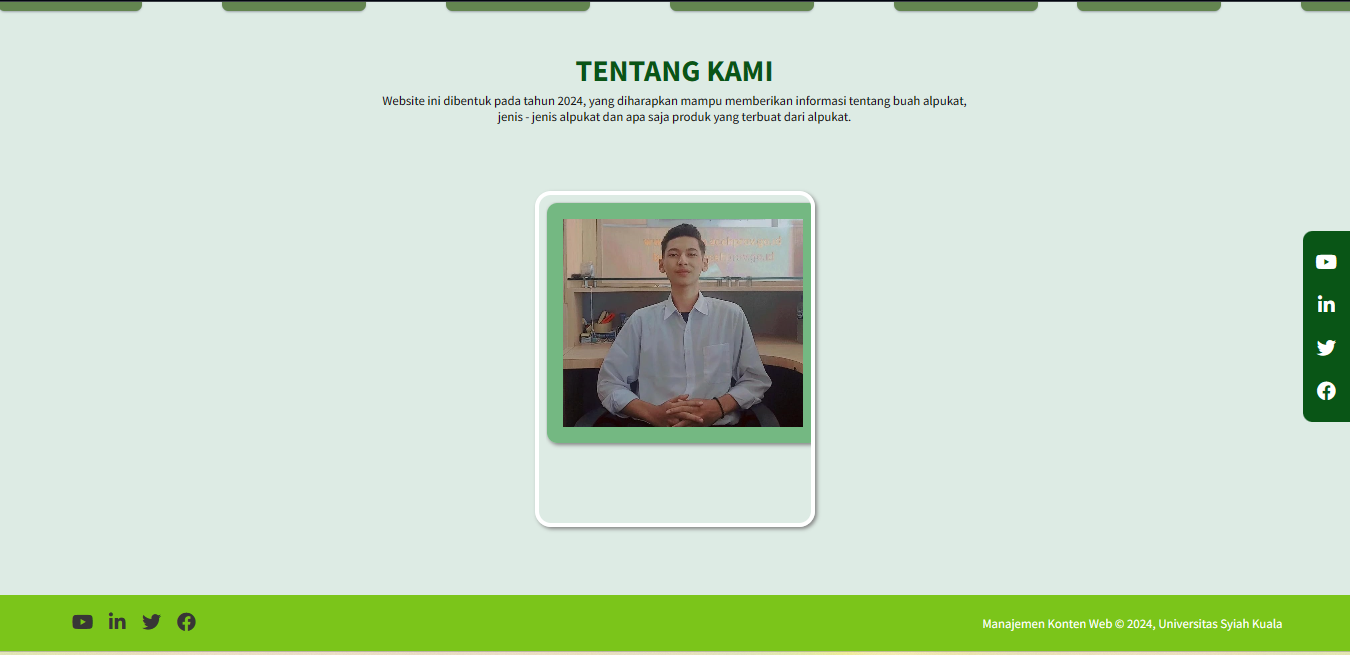 TENTANG KAMI
Website ini dibentuk pada tahun 2024, yang diharapkan mampu memberikan informasi tentang buah alpukat,
jenis - jenis alpukat dan apa saja produk yang terbuat dari alpukat.
Manajemen Konten Web © 2024, Universitas Syiah Kuala